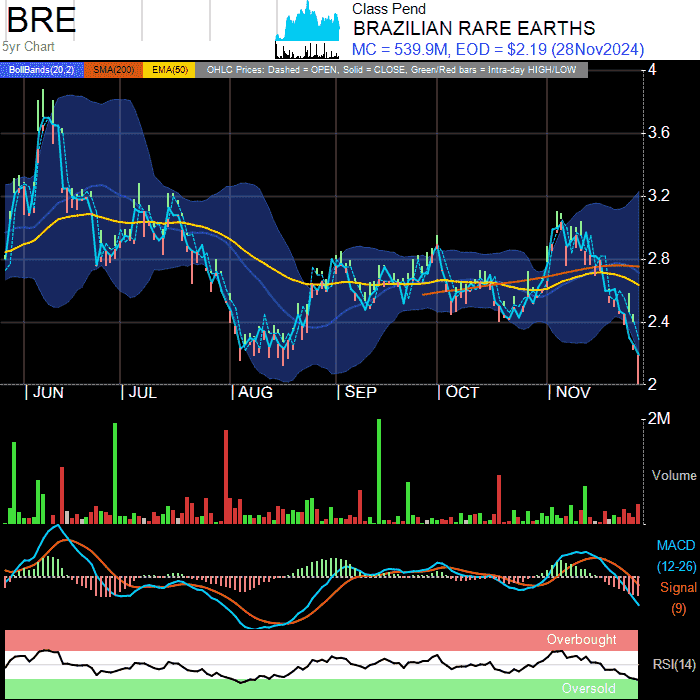 BRE
5yr Chart
Class Pend
BRAZILIAN RARE EARTHS
MC = 539.9M, EOD = $2.19 (28Nov2024)
BollBands(20,2) SMA(200) EMA(50) OHLC Prices: Dashed = OPEN, Solid = CLOSE, Green/Red bars = Intra-day HIGH/LOW
4
3.6
3.2
2.8
2.4
2
JUN JUL AUG SEP OCT NOV
2M
Volume
MACD
(12-26)
Signal
(9)
Overbought
RSI(14)
Oversold